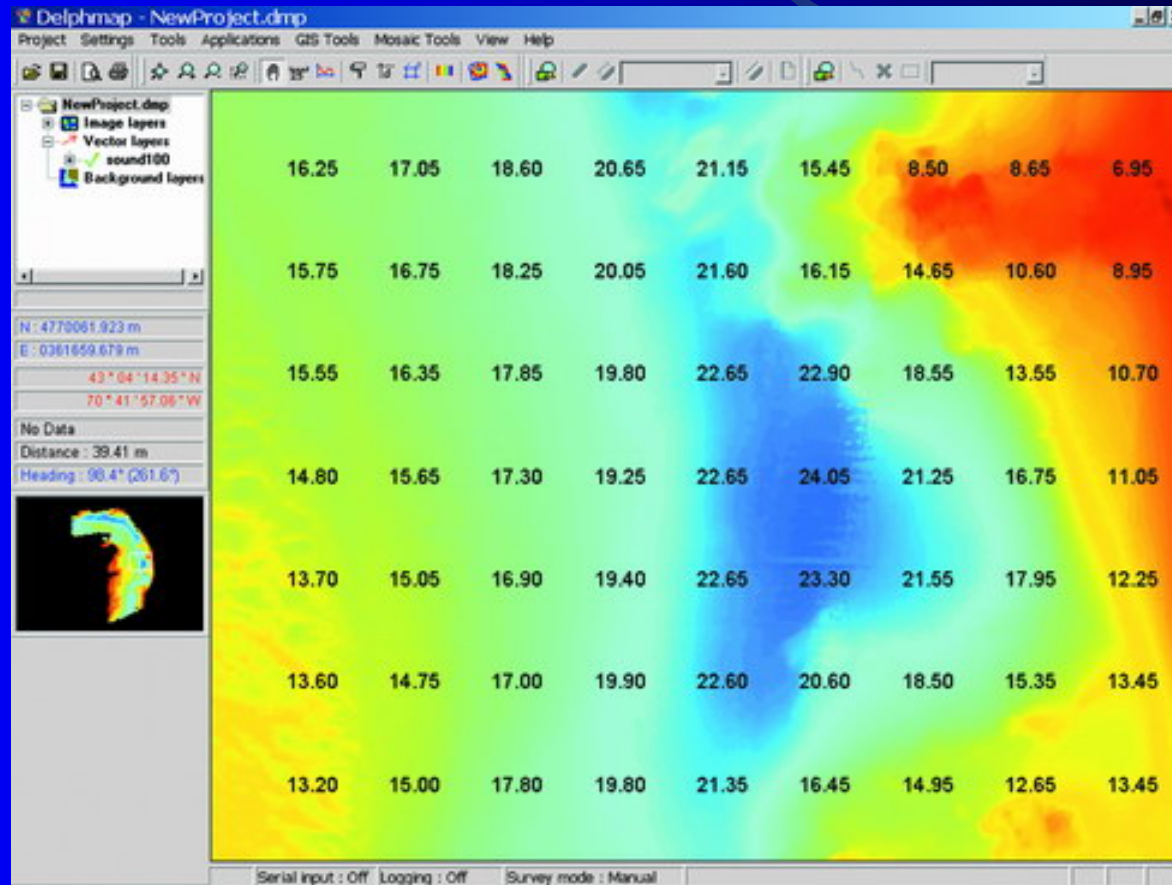 Delphmap - NewProject.dmp
Project Settings Tools Applications GIS Tools Mosaic Tools View Help
NewProject.dmp
Image layers
Vector layers
sound100
Background layers
N : 4770061.923 m
E : 0361659.679 m
43° 04 '14.35" N
70° 41 '57.06" W
No Data
Distance : 39.41 m
Heading : 98.4° (261.6°)
16.25 17.05 18.60 20.65 21.15 15.45 8.50 8.65 6.95
15.75 16.75 18.25 20.05 21.60 16.15 14.65 10.60 8.95
15.55 16.35 17.85 19.80 22.65 22.90 18.55 13.55 10.70
14.80 15.65 17.30 19.25 22.65 24.05 21.25 16.75 11.05
13.70 15.05 16.90 19.40 22.65 23.30 21.55 17.95 12.25
13.60 14.75 17.00 19.90 22.60 20.60 18.50 15.35 13.45
13.20 15.00 17.80 19.80 21.35 16.45 14.95 12.65 13.45
Serial input : Off Logging : Off Survey mode : Manual